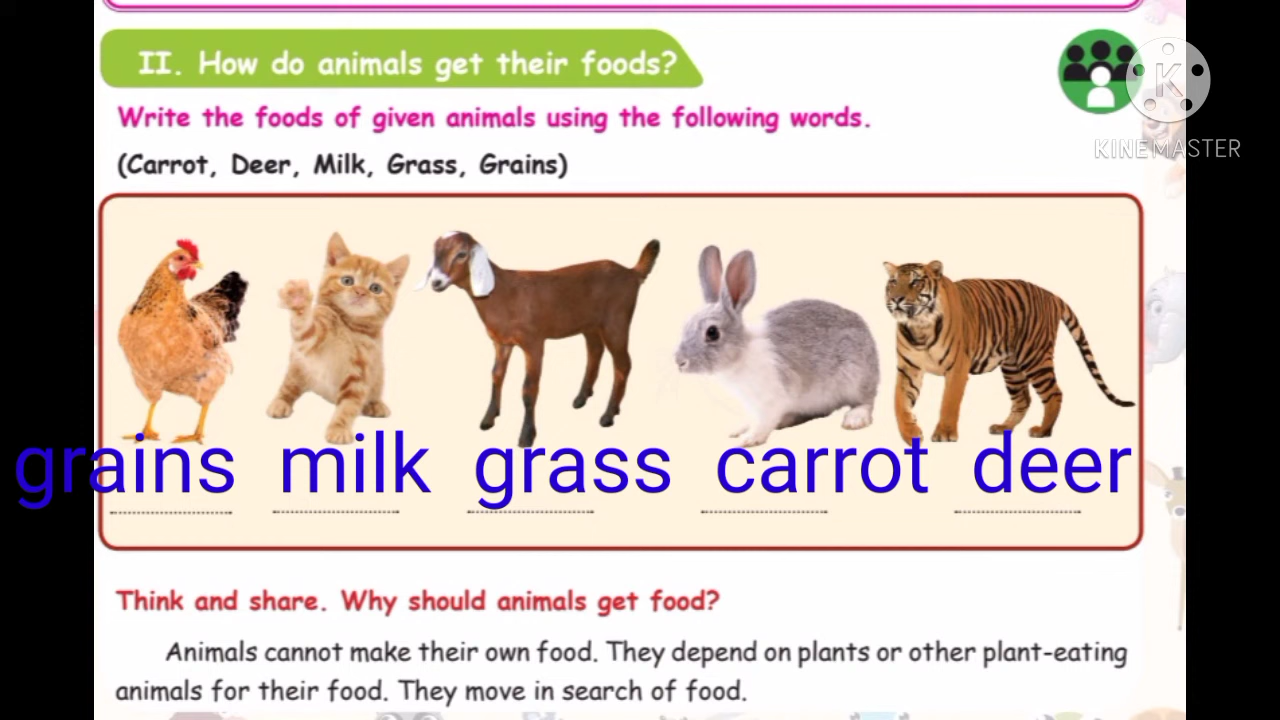 II. How do animals get their foods?
Write the foods of given animals using the following words.
(Carrot, Deer, Milk, Grass, Grains)
K
KINEMASTER
grains milk grass carrot deer
Think and share. Why should animals get food?
Animals cannot make their own food. They depend on plants or other plant-eating
animals for their food. They move in search of food.